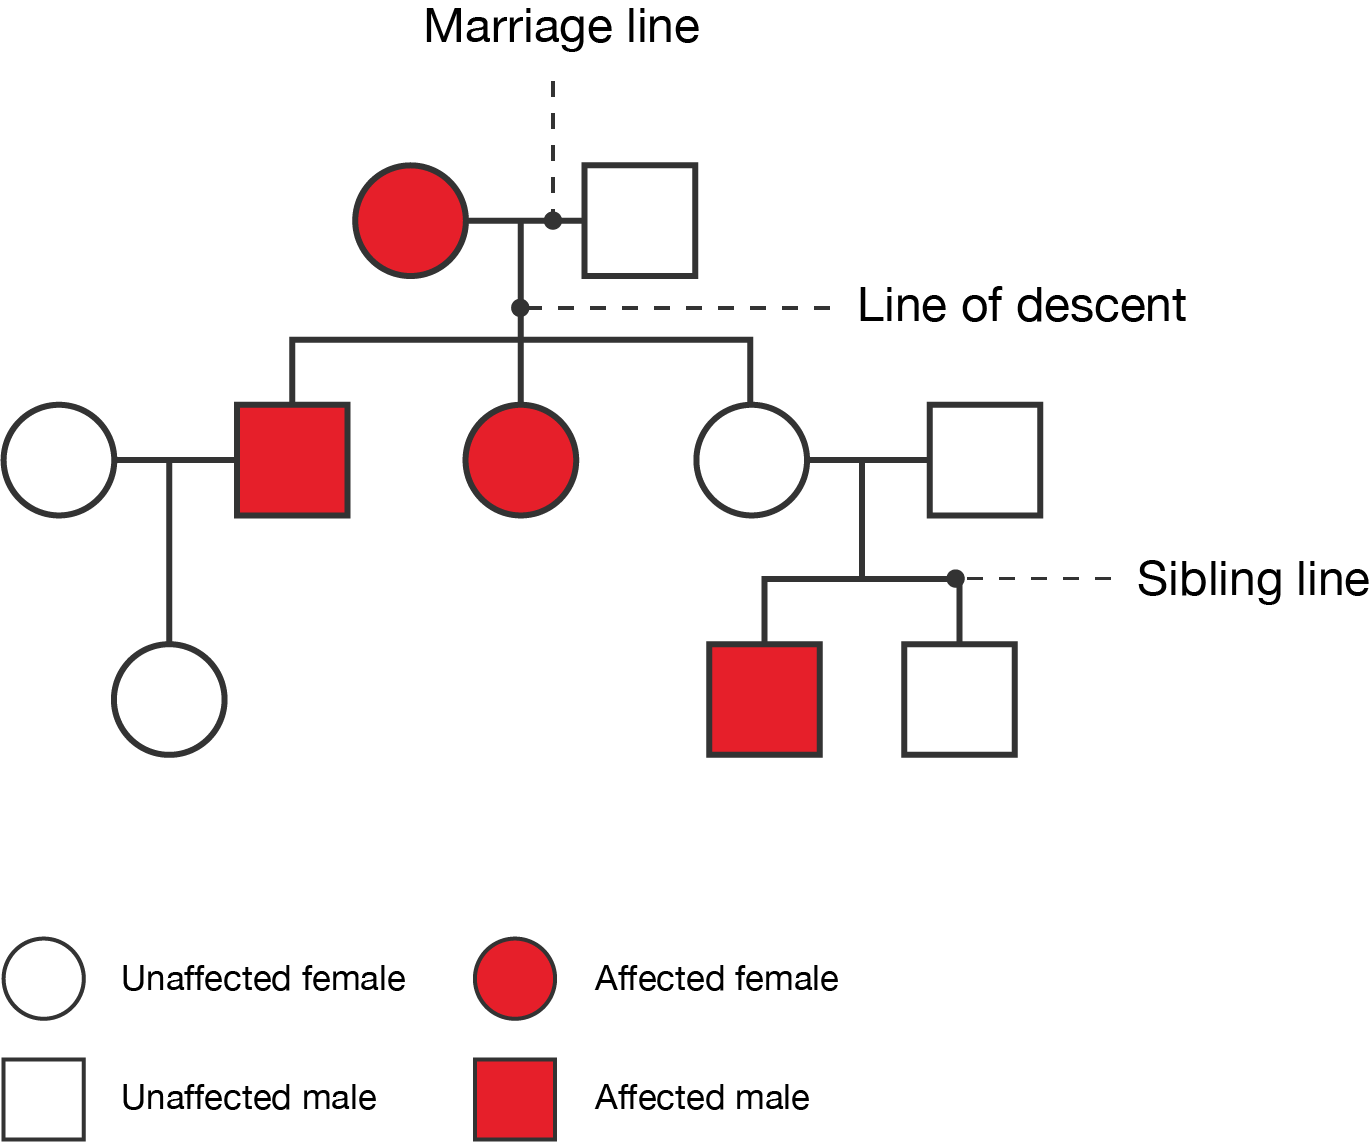 Marriage line
Line of descent
Sibling line
Unaffected female
Affected female
Unaffected male
Affected male